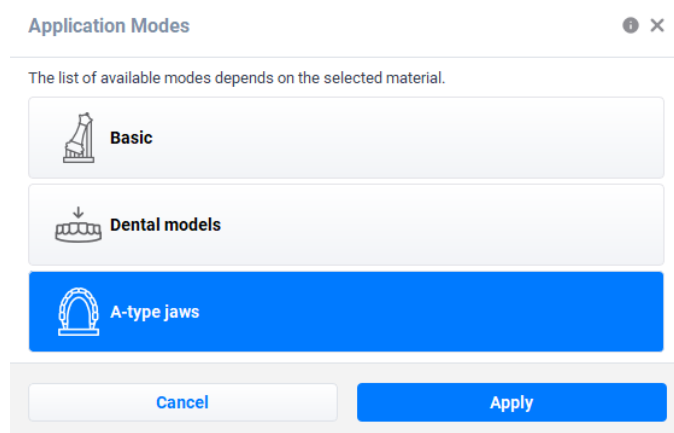 Application Modes
The list of available modes depends on the selected material.
Basic
Dental models
A-type jaws
Cancel
Apply